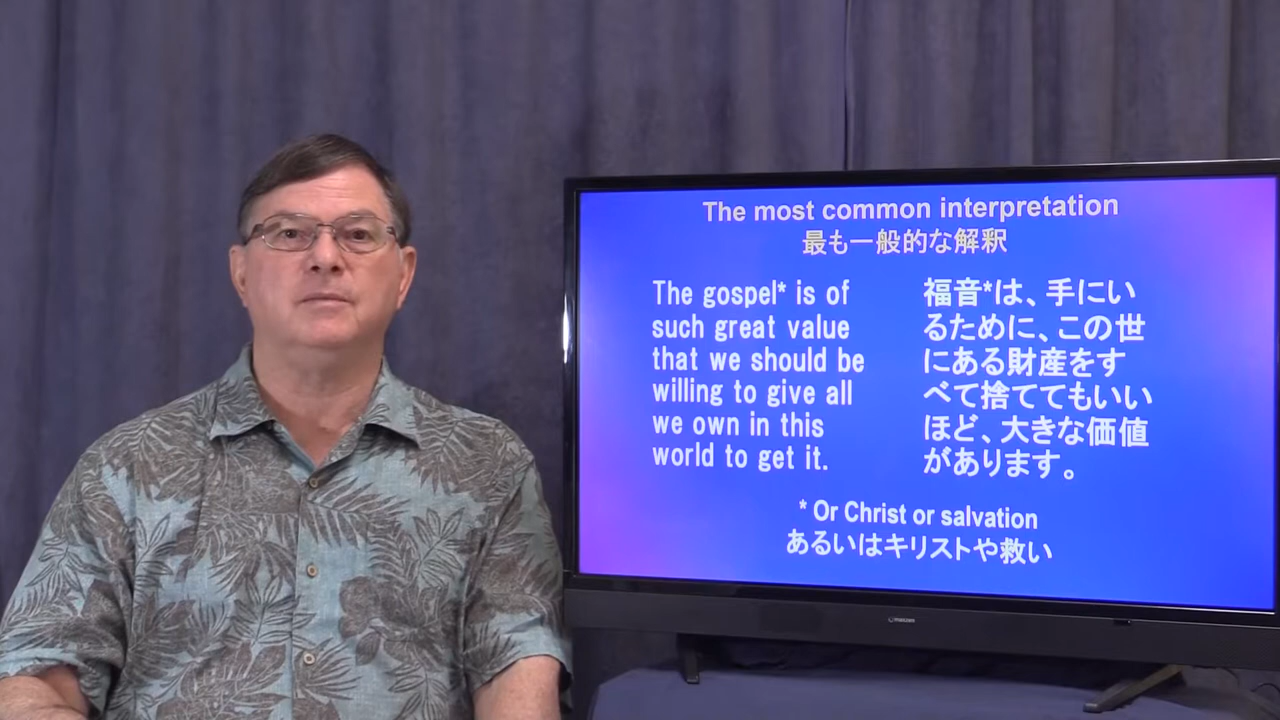 The most common interpretation
最も一般的な解釈
The gospel* is of
such great value
that we should be
willing to give all
we own in this
world to get it.
福音*は、手にい
るために、この世
にある財産をす
べて捨ててもいい
ほど、大きな価値
があります。
* Or Christ or salvation
あるいはキリストや救い